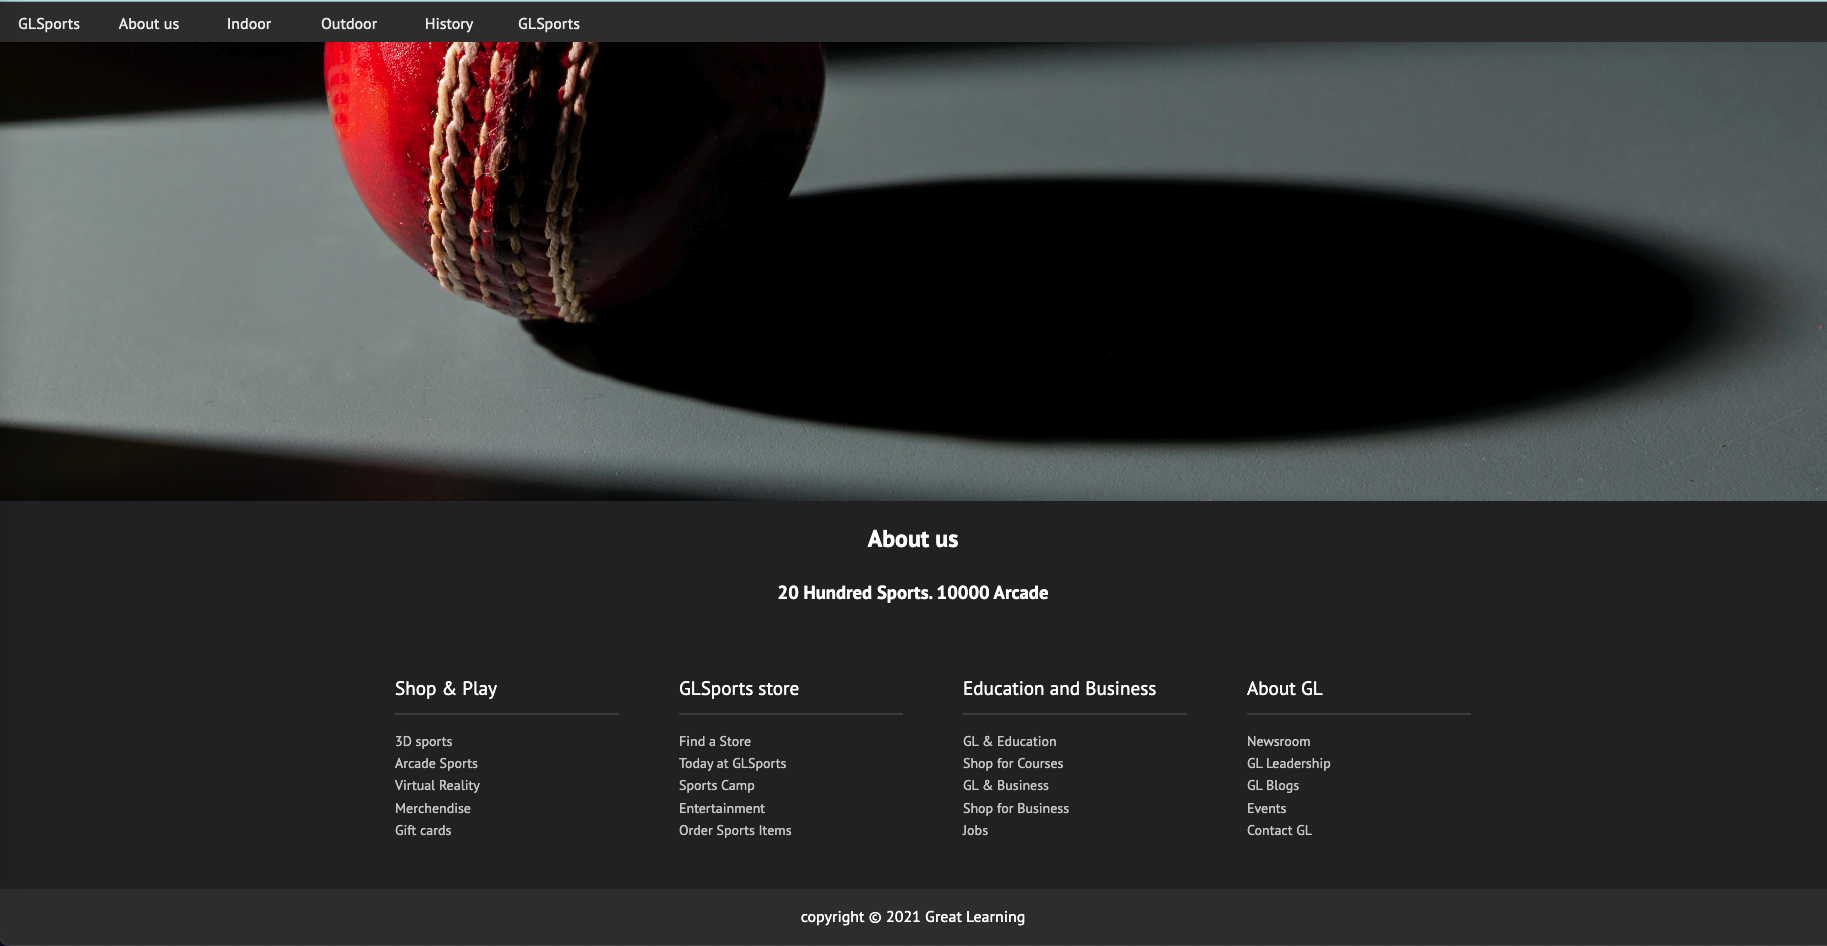 GLSports About us Indoor Outdoor History GLSports
About us
20 Hundred Sports. 10000 Arcade
Shop & Play
3D sports
Arcade Sports
Virtual Reality
Merchendise
Gift cards
GLSports store
Find a Store
Today at GLSports
Sports Camp
Entertainment
Order Sports Items
Education and Business
GL & Education
Shop for Courses
GL & Business
Shop for Business
Jobs
About GL
Newsroom
GL Leadership
GL Blogs
Events
Contact GL
copyright © 2021 Great Learning